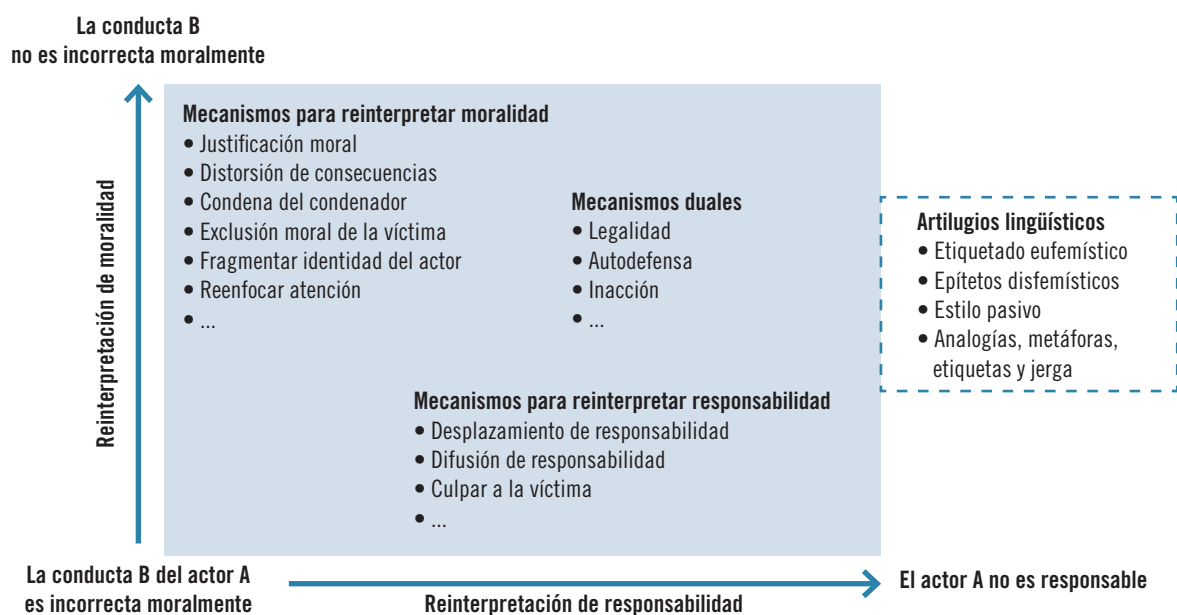 La conducta B
no es incorrecta moralmente
Reinterpretación de moralidad
Mecanismos para reinterpretar moralidad
• Justificación moral
• Distorsión de consecuencias
• Condena del condenador
• Exclusión moral de la víctima
• Fragmentar identidad del actor
• Reenfocar atención
• ...
Mecanismos duales
• Legalidad
• Autodefensa
• Inacción
• ...
Artilugios lingüísticos
• Etiquetado eufemístico
• Epítetos disfemísticos
• Estilo pasivo
• Analogías, metáforas,
etiquetas y jerga
Mecanismos para reinterpretar responsabilidad
• Desplazamiento de responsabilidad
• Difusión de responsabilidad
• Culpar a la víctima
• ...
La conducta B del actor A
es incorrecta moralmente
Reinterpretación de responsabilidad
El actor A no es responsable